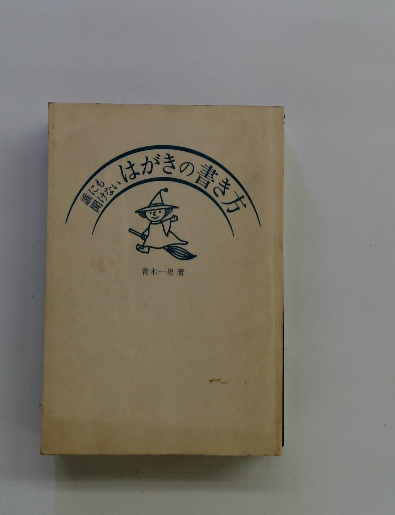 誰にも
聞けない
はがきの書き方
青木一男著